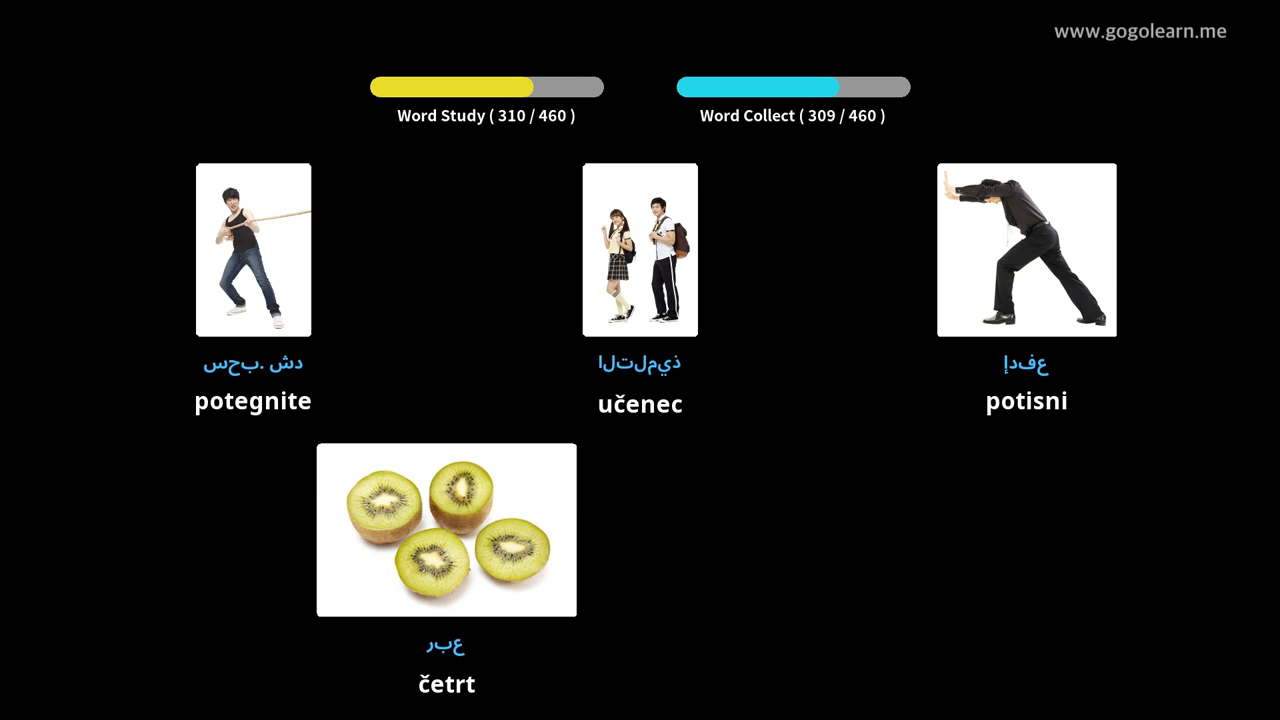 www.gogolearn.me
Word Study ( 310 / 460 )
Word Collect ( 309 / 460 )
سحب. شد
التلميذ
إدفع
potegnite
učenec
potisni
ربع
četrt